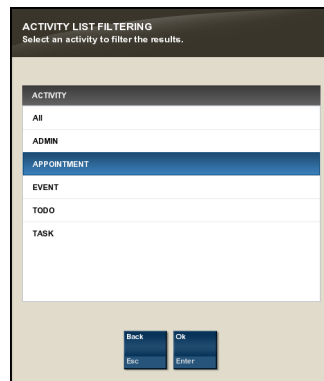 ACTIVITY LIST FILTERING
Select an activity to filter the results.
ACTIVITY
All
ADMIN
APPOINTMENT
EVENT
TODO
TASK
Back Ok
Esc Enter